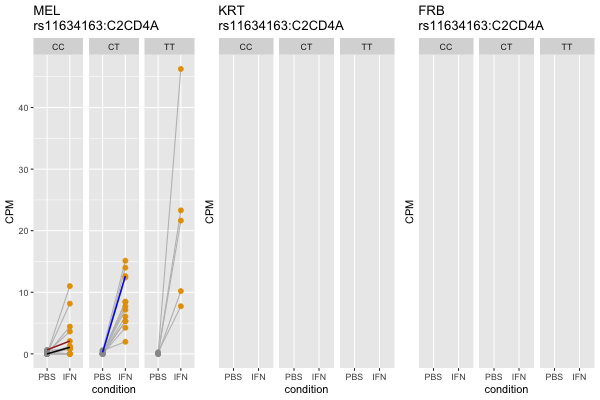 MEL
rs11634163:C2CD4A
CC CT TT
CPM
40
30
20
10
0
PBS IFN PBS IFN PBS IFN
condition
KRT
rs11634163:C2CD4A
CC CT TT
CPM
PBS IFN PBS IFN PBS IFN
condition
FRB
rs11634163:C2CD4A
CC CT TT
CPM
PBS IFN PBS IFN PBS IFN
condition